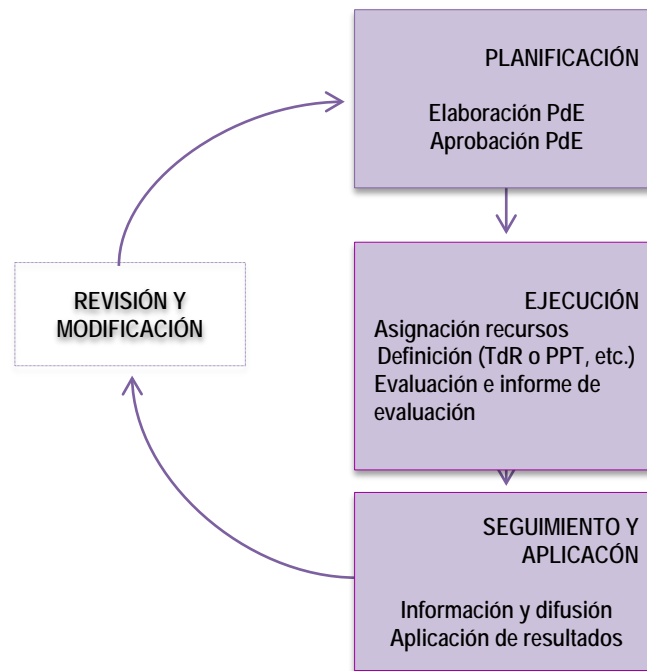 PLANIFICACIÓN
Elaboración PdE
Aprobación PdE
REVISIÓN Y
MODIFICACIÓN
EJECUCIÓN
Asignación recursos
Definición (TdR o PPT, etc.)
Evaluación e informe de
evaluación
SEGUIMIENTO Y
APLICACÓN
Información y difusión
Aplicación de resultados